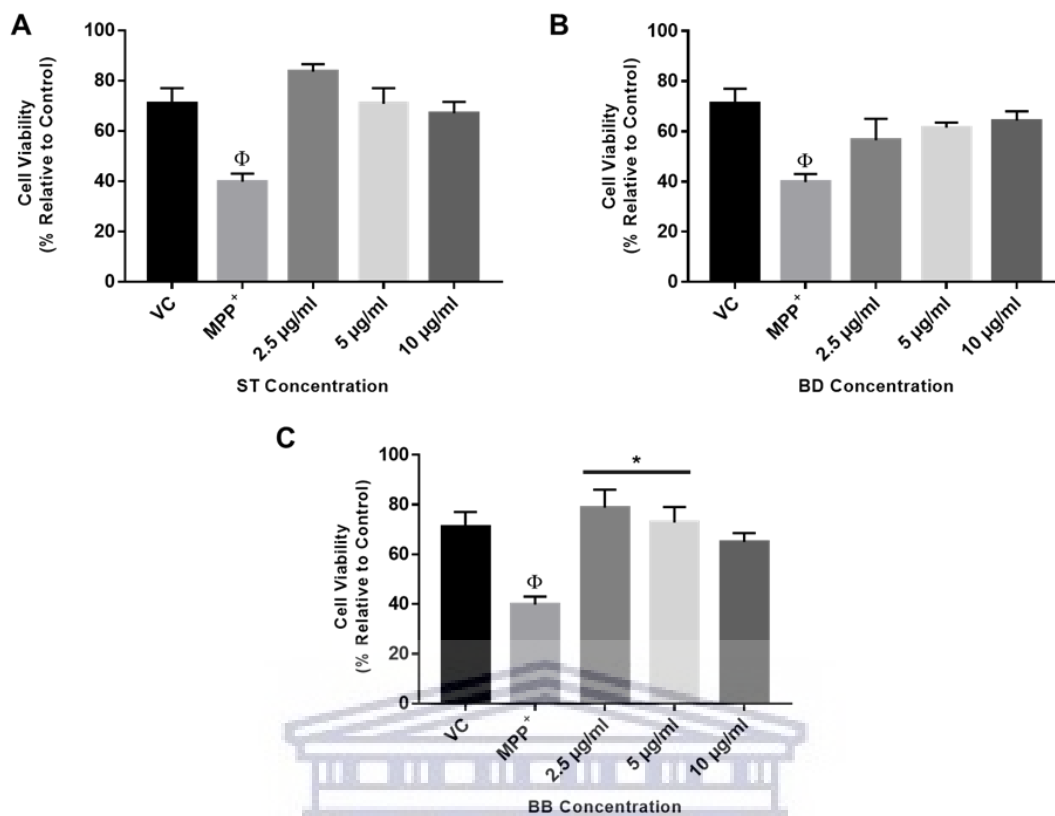 A
Cell Viability
(% Relative to Control)
100
80
60
40
20
0
Φ
VC
MPP+
2.5 µg/ml
5 µg/ml
10 µg/ml
ST Concentration
B
Cell Viability
(% Relative to Control)
100
80
60
40
20
0
Φ
VC
MPP+
2.5 µg/ml
5 µg/ml
10 µg/ml
BD Concentration
C
Cell Viability
(% Relative to Control)
100
80
60
40
20
0
Φ
*
VC
MPP+
2.5 µg/ml
5 µg/ml
10 µg/ml
BB Concentration